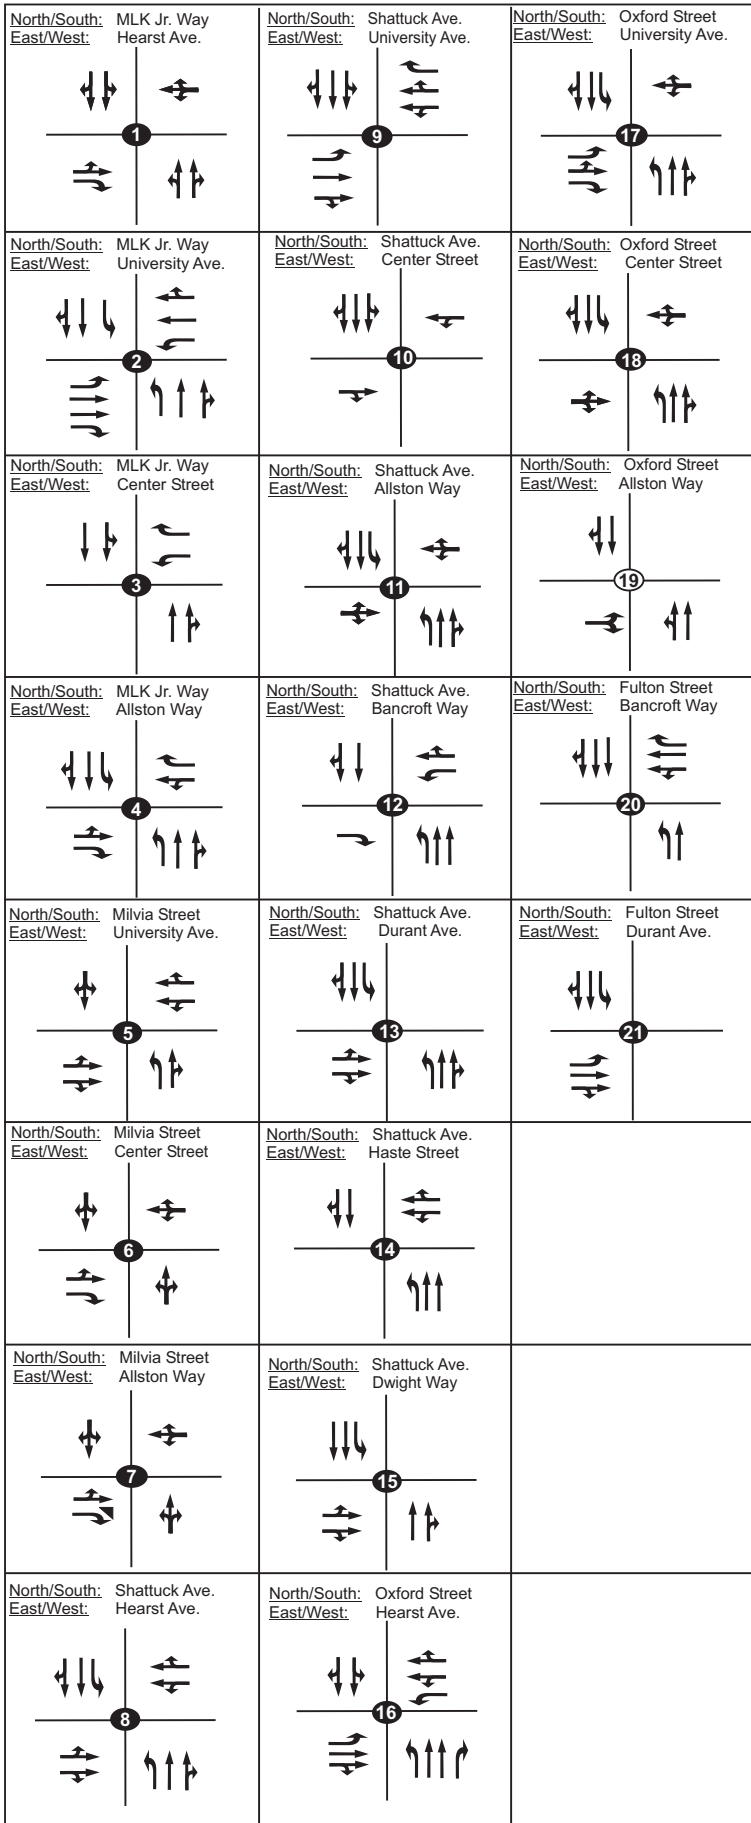 North/South: MLK Jr. Way
East/West: Hearst Ave.
1
North/South: Shattuck Ave.
East/West: University Ave.
9
North/South: Oxford Street
East/West: University Ave.
17
North/South: MLK Jr. Way
East/West: University Ave.
2
North/South: Shattuck Ave.
East/West: Center Street
10
North/South: Oxford Street
East/West: Center Street
18
North/South: MLK Jr. Way
East/West: Center Street
3
North/South: Shattuck Ave.
East/West: Allston Way
11
North/South: Oxford Street
East/West: Allston Way
19
North/South: MLK Jr. Way
East/West: Allston Way
4
North/South: Shattuck Ave.
East/West: Bancroft Way
12
North/South: Fulton Street
East/West: Bancroft Way
20
North/South: Milvia Street
East/West: University Ave.
5
North/South: Shattuck Ave.
East/West: Durant Ave.
13
North/South: Fulton Street
East/West: Durant Ave.
21
North/South: Milvia Street
East/West: Center Street
6
North/South: Shattuck Ave.
East/West: Haste Street
14
North/South: Milvia Street
East/West: Allston Way
7
North/South: Shattuck Ave.
East/West: Dwight Way
15
North/South: Shattuck Ave.
East/West: Hearst Ave.
8
North/South: Oxford Street
East/West: Hearst Ave.
16